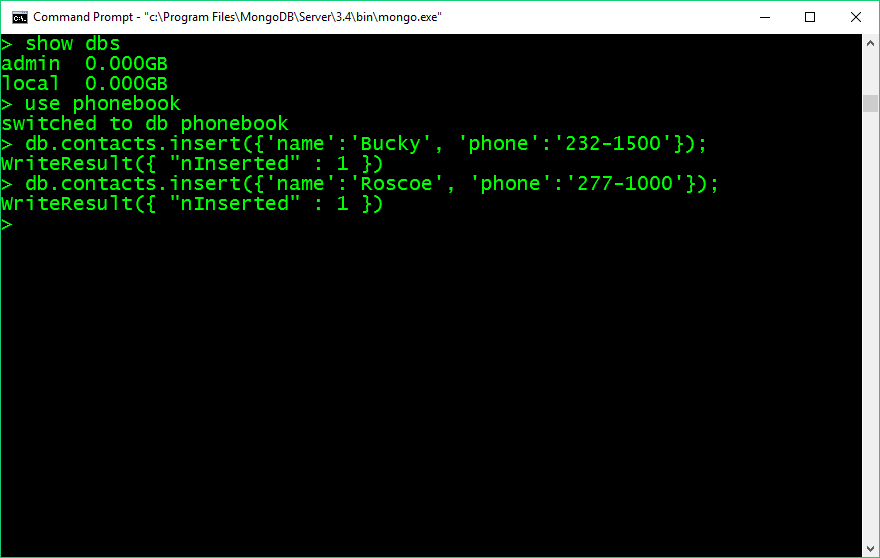 Command Prompt - "c:\Program Files\MongoDB\Server\3.4\bin\mongo.exe"
> show dbs
admin  0.000GB
local  0.000GB
> use phonebook
switched to db phonebook
> db.contacts.insert({'name':'Bucky', 'phone':'232-1500'});
WriteResult({ "nInserted" : 1 })
> db.contacts.insert({'name':'Roscoe', 'phone':'277-1000'});
WriteResult({ "nInserted" : 1 })
>